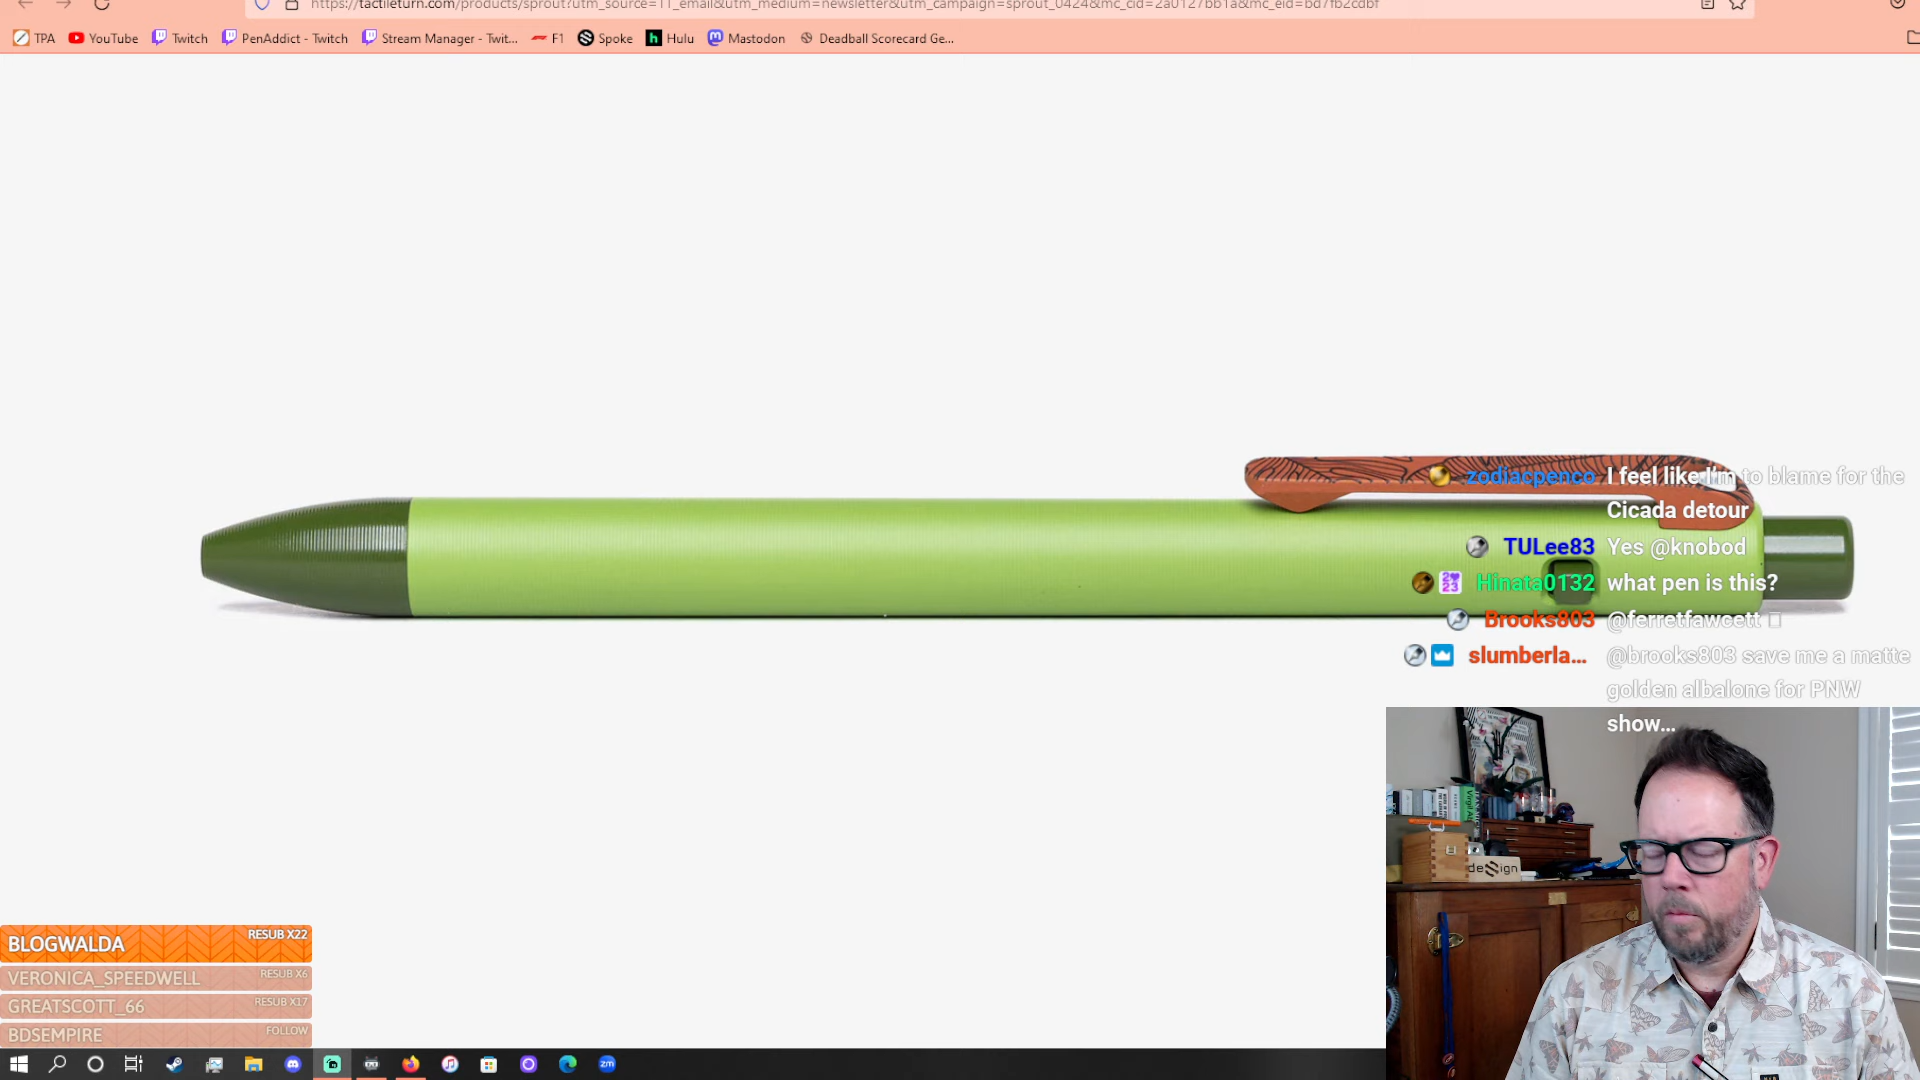 https://tactileturn.com/products/sprout?utm_source=TT_email&utm_medium=newsletter&utm_campaign=sprout_0424&mc_cid=2a0127bb1a&mc_eid=bd7fb2cdbf
TPA YouTube Twitch PenAddict - Twitch Stream Manager - Twit... F1 Spoke Hulu Mastodon Deadball Scorecard Ge...
zodiacpenco I feel like I'm to blame for the
Cicada detour
TULee83 Yes @knobod
Hinata0132 what pen is this?
Brooks803 @ferretfawcett
slumberla... @brooks803 save me a matte
golden albalone for PNW
show...
deSign
BLOGWALDA RESUB X22
VERONICA_SPEEDWELL RESUB X6
GREATSCOTT_66 RESUB X17
BDSEMPIRE FOLLOW
zm